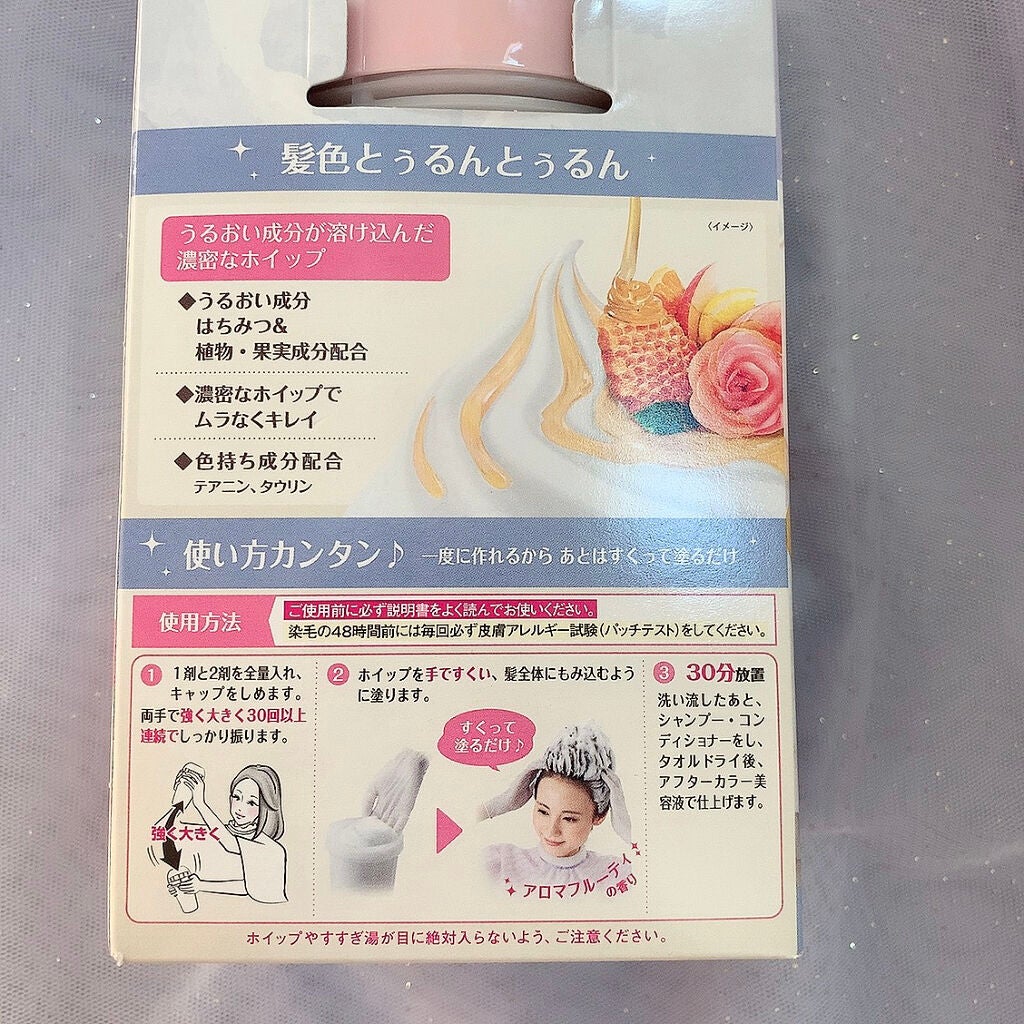 髪色とぅるんとぅるん
〈イメージ〉
うるおい成分が溶け込んだ
濃密なホイップ
◆うるおい成分
はちみつ&
植物・果実成分配合
◆濃密なホイップで
ムラなくキレイ
◆色持ち成分配合
テアニン、タウリン
使い方カンタン♪ 一度に作れるから あとはすくって塗るだけ
使用方法
ご使用前に必ず説明書をよく読んでお使いください。
染毛の48時間前には毎回必ず皮膚アレルギー試験(パッチテスト)をしてください。
1 1剤と2剤を全量入れ、
キャップをしめます。
両手で強く大きく30回以上
連続でしっかり振ります。
強く大きく
2 ホイップを手ですくい、髪全体にもみ込むよう
に塗ります。
すくって
塗るだけ♪
アロマフルーティ
の香り
3 30分放置
洗い流したあと、
シャンプー・コン
ディショナーをし、
タオルドライ後、
アフターカラー美
容液で仕上げます。
ホイップやすすぎ湯が目に絶対入らないよう、ご注意ください。